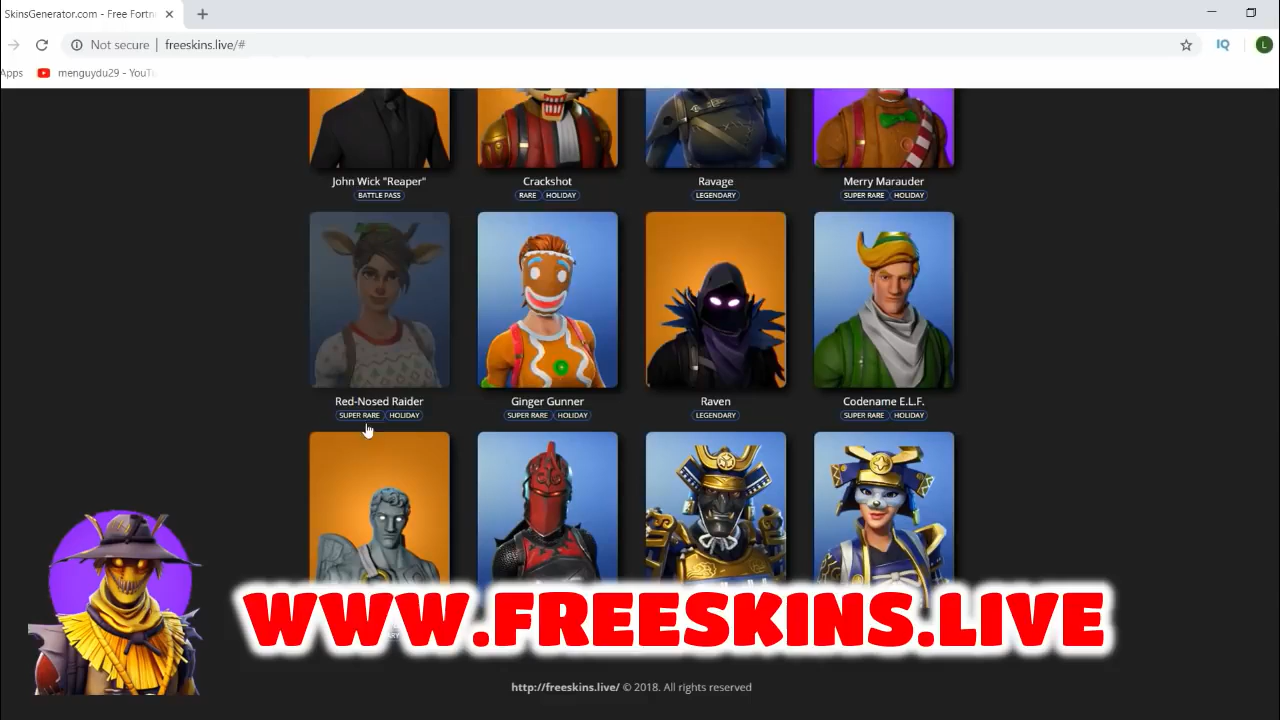 SkinsGenerator.com - Free Fortn
Not secure | freeskins.live/#
IQ
L
Apps
menguydu29 - YouTu
John Wick "Reaper"
BATTLE PASS
Crackshot
RARE HOLIDAY
Ravage
LEGENDARY
Merry Marauder
SUPER RARE HOLIDAY
Red-Nosed Raider
SUPER RARE HOLIDAY
Ginger Gunner
SUPER RARE HOLIDAY
Raven
LEGENDARY
Codename E.L.F.
SUPER RARE HOLIDAY
WWW.FREESKINS.LIVE
http://freeskins.live/ © 2018. All rights reserved